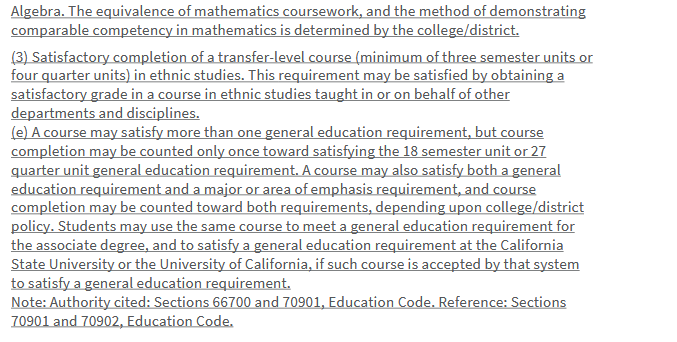 Algebra. The equivalence of mathematics coursework, and the method of demonstrating
comparable competency in mathematics is determined by the college/district.
(3) Satisfactory completion of a transfer-level course (minimum of three semester units or
four quarter units) in ethnic studies. This requirement may be satisfied by obtaining a
satisfactory grade in a course in ethnic studies taught in or on behalf of other
departments and disciplines.
(e) A course may satisfy more than one general education requirement, but course
completion may be counted only once toward satisfying the 18 semester unit or 27
quarter unit general education requirement. A course may also satisfy both a general
education requirement and a major or area of emphasis requirement, and course
completion may be counted toward both requirements, depending upon college/district
policy. Students may use the same course to meet a general education requirement for
the associate degree, and to satisfy a general education requirement at the California
State University or the University of California, if such course is accepted by that system
to satisfy a general education requirement.
Note: Authority cited: Sections 66700 and 70901, Education Code. Reference: Sections
70901 and 70902, Education Code.